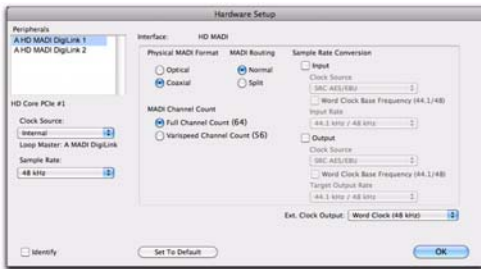 Hardware Setup
Peripherals
A HD MADI DigiLink 1
A HD MADI DigiLink 2
HD Core PCIe #1
Clock Source:
Internal
Loop Master: A MADI DigiLink
Sample Rate:
48 kHz
Identify
Interface: HD MADI
Physical MADI Format
Optical
Coaxial
MADI Routing
Normal
Split
MADI Channel Count
Full Channel Count (64)
Varispeed Channel Count (56)
Sample Rate Conversion
Input
Clock Source
SRC AES/EBU
Word Clock Base Frequency (44.1/48)
Input Rate
44.1 kHz / 48 kHz
Output
Clock Source
SRC AES/EBU
Word Clock Base Frequency (44.1/48)
Target Output Rate
44.1 kHz / 48 kHz
Ext. Clock Output: Word Clock (48 kHz)
Set To Default
OK